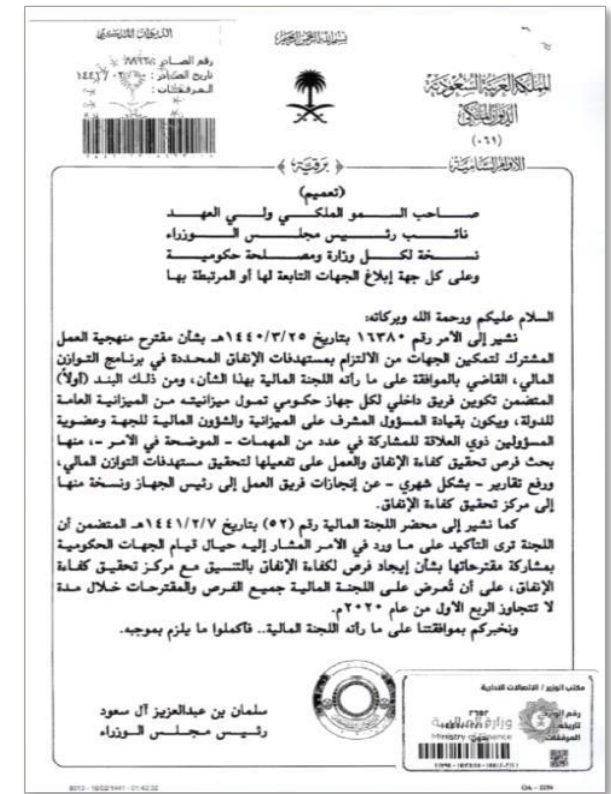 بسم الله الرحمن الرحيم
المملكة العربية السعودية
الديوان الملكي
(٠٦١)
الأوامر السامية
الديوان الملكي
رقم الصادر :
تاريخ الصادر :
المرفقات :
﴿ برقية ﴾
(تعميم)
صاحب السمو الملكي ولي العهد
نائب رئيس مجلس الوزراء
نسخة لكل وزارة ومصلحة حكومية
وعلى كل جهة إبلاغ الجهات التابعة لها أو المرتبطة بها
السلام عليكم ورحمة الله وبركاته:
نشير إلى الأمر رقم ١٦٣٨٠ بتاريخ ١٤٤٠/٣/٢٥هـ بشأن مقترح منهجية العمل
المشترك لتمكين الجهات من الالتزام بمستهدفات الإنفاق المحددة في برنامج التوازن
المالي، القاضي بالموافقة على ما رأته اللجنة المالية بهذا الشأن، ومن ذلك البند (أولاً)
المتضمن تكوين فريق داخلي لكل جهاز حكومي تمول ميزانيته من الميزانية العامة
للدولة، ويكون بقيادة المسؤول المشرف على الميزانية والشؤون المالية للجهة وعضوية
المسؤولين ذوي العلاقة للمشاركة في عدد من المهمات - الموضحة في الأمر -، منها
بحث فرص تحقيق كفاءة الإنفاق والعمل على تفعيلها لتحقيق مستهدفات التوازن المالي،
ورفع تقارير - بشكل شهري - عن إنجازات فريق العمل إلى رئيس الجهاز ونسخة منها
إلى مركز تحقيق كفاءة الإنفاق.
كما نشير إلى محضر اللجنة المالية رقم (٥٢) بتاريخ ١٤٤١/٢/٧هـ المتضمن أن
اللجنة ترى التأكيد على ما ورد في الأمر المشار إليه حيال قيام الجهات الحكومية
بمشاركة مقترحاتها بشأن إيجاد فرص لكفاءة الإنفاق بالتنسيق مع مركز تحقيق كفاءة
الإنفاق، على أن تُعرض على اللجنة المالية جميع الفرص والمقترحات خلال مدة
لا تتجاوز الربع الأول من عام ٢٠٢٠م.
ونخبركم بموافقتنا على ما رأته اللجنة المالية.. فأكملوا ما يلزم بموجبه.
سلمان بن عبدالعزيز آل سعود
رئيس مجلس الوزراء
مكتب الوزير / الاتصالات الادارية
وزارة المالية
Ministry of Finance
المرفقات